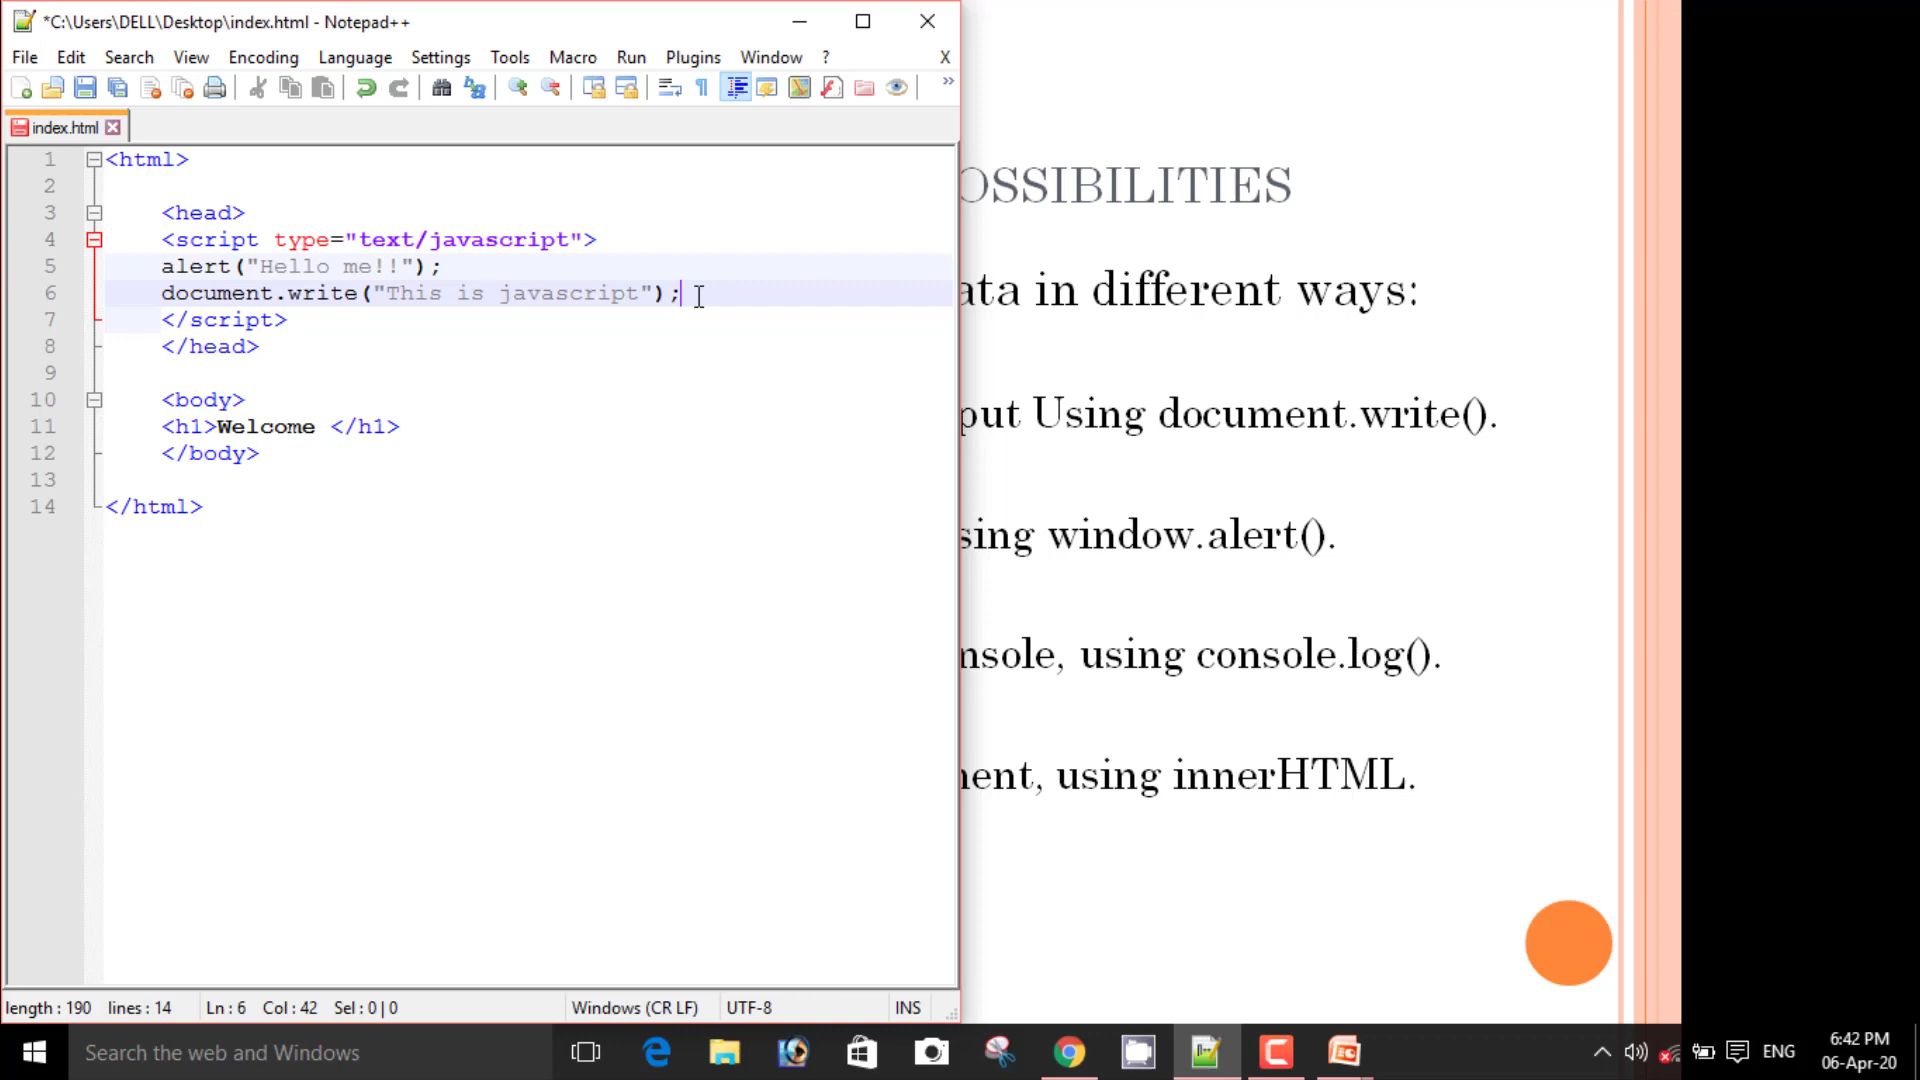 *C:\Users\DELL\Desktop\index.html - Notepad++
File Edit Search View Encoding Language Settings Tools Macro Run Plugins Window ? X
index.html
1 <html>
2
3 <head>
4 <script type="text/javascript">
5 alert("Hello me!!");
6 document.write("This is javascript");
7 </script>
8 </head>
9
10 <body>
11 <h1>Welcome </h1>
12 </body>
13
14 </html>
length : 190 lines : 14 Ln : 6 Col : 42 Sel : 0 | 0 Windows (CR LF) UTF-8 INS
OSSIBILITIES
ata in different ways:
put Using document.write().
sing window.alert().
nsole, using console.log().
nent, using innerHTML.
Search the web and Windows
ENG
6:42 PM
06-Apr-20